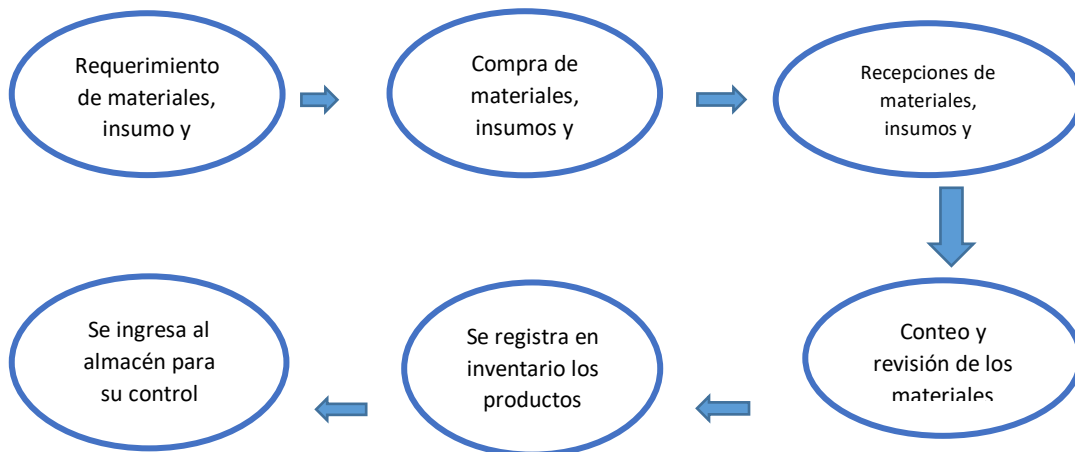 Requerimiento
de materiales,
insumo y
Compra de
materiales,
insumos y
Recepciones de
materiales,
insumos y
Conteo y
revisión de los
materiales
Se registra en
inventario los
productos
Se ingresa al
almacén para
su control